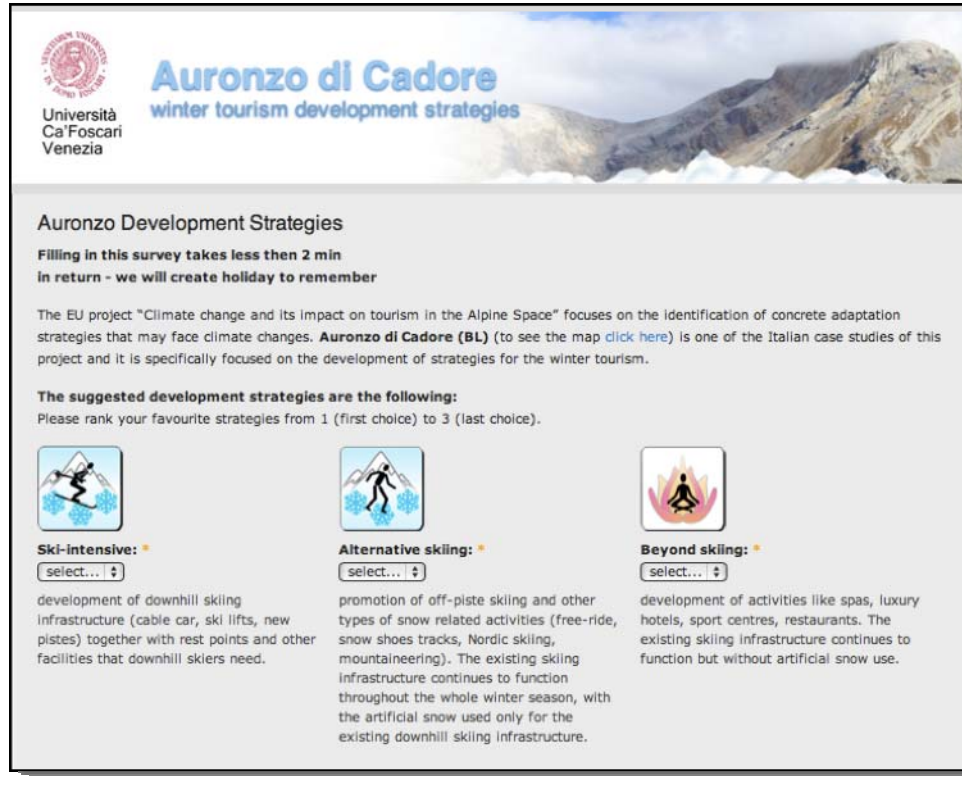 Università
Ca'Foscari
Venezia
Auronzo di Cadore
winter tourism development strategies
Auronzo Development Strategies
Filling in this survey takes less then 2 min
in return - we will create holiday to remember
The EU project "Climate change and its impact on tourism in the Alpine Space" focuses on the identification of concrete adaptation
strategies that may face climate changes. Auronzo di Cadore (BL) (to see the map click here) is one of the Italian case studies of this
project and it is specifically focused on the development of strategies for the winter tourism.
The suggested development strategies are the following:
Please rank your favourite strategies from 1 (first choice) to 3 (last choice).
Ski-intensive: *
select...
development of downhill skiing
infrastructure (cable car, ski lifts, new
pistes) together with rest points and other
facilities that downhill skiers need.
Alternative skiing: *
select...
promotion of off-piste skiing and other
types of snow related activities (free-ride,
snow shoes tracks, Nordic skiing,
mountaineering). The existing skiing
infrastructure continues to function
throughout the whole winter season, with
the artificial snow used only for the
existing downhill skiing infrastructure.
Beyond skiing: *
select...
development of activities like spas, luxury
hotels, sport centres, restaurants. The
existing skiing infrastructure continues to
function but without artificial snow use.